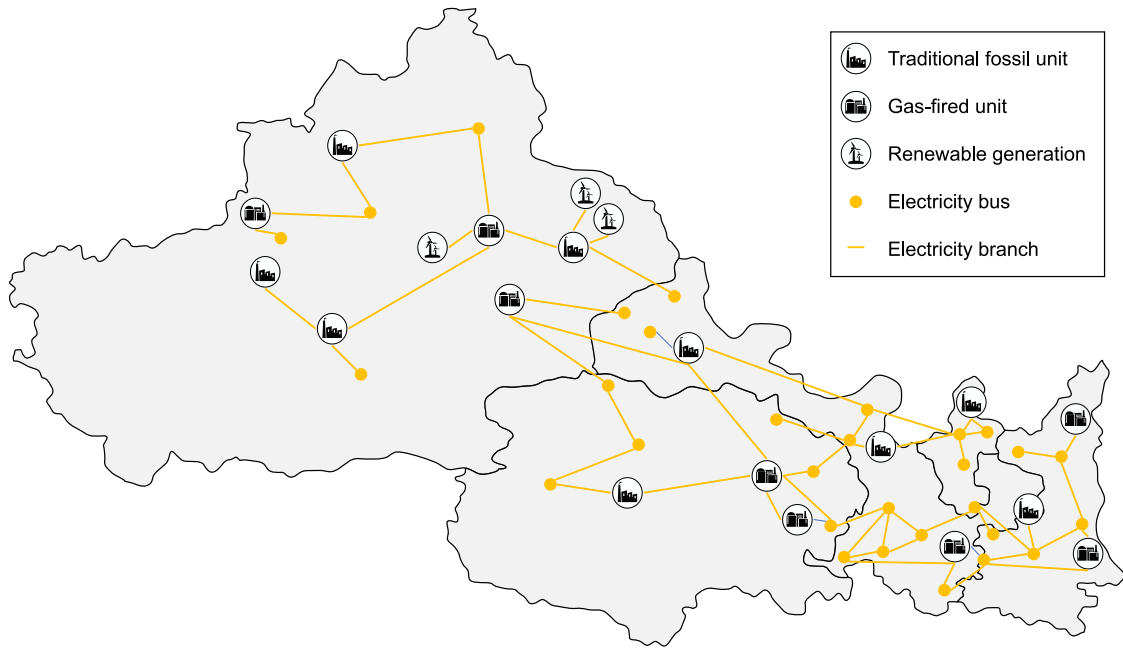 Traditional fossil unit
Gas-fired unit
Renewable generation
Electricity bus
Electricity branch